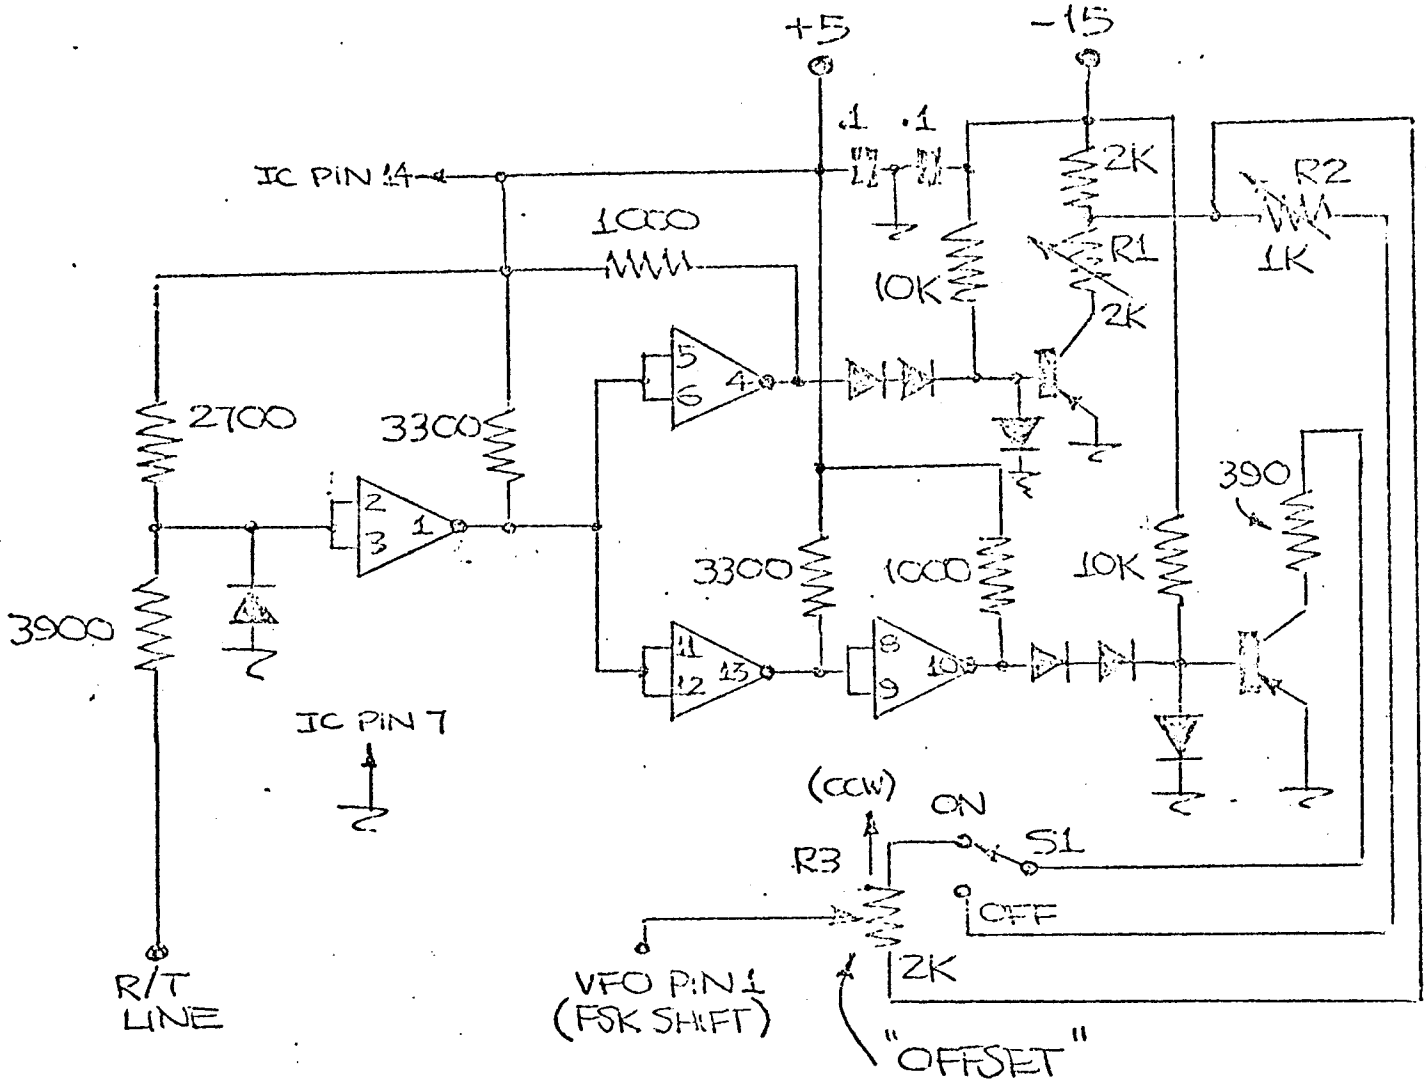 +5
-15
.1
.1
IC PIN 14
2K
R2
1000
R1
1K
10K
2K
5
4
6
2700
3300
390
2
1
3
3300
1000
10K
3900
11
13
12
8
10
9
IC PIN 7
(CCW)
ON
S1
R3
OFF
R/T
LINE
VFO PIN 1
(FSK SHIFT)
2K
"OFFSET"